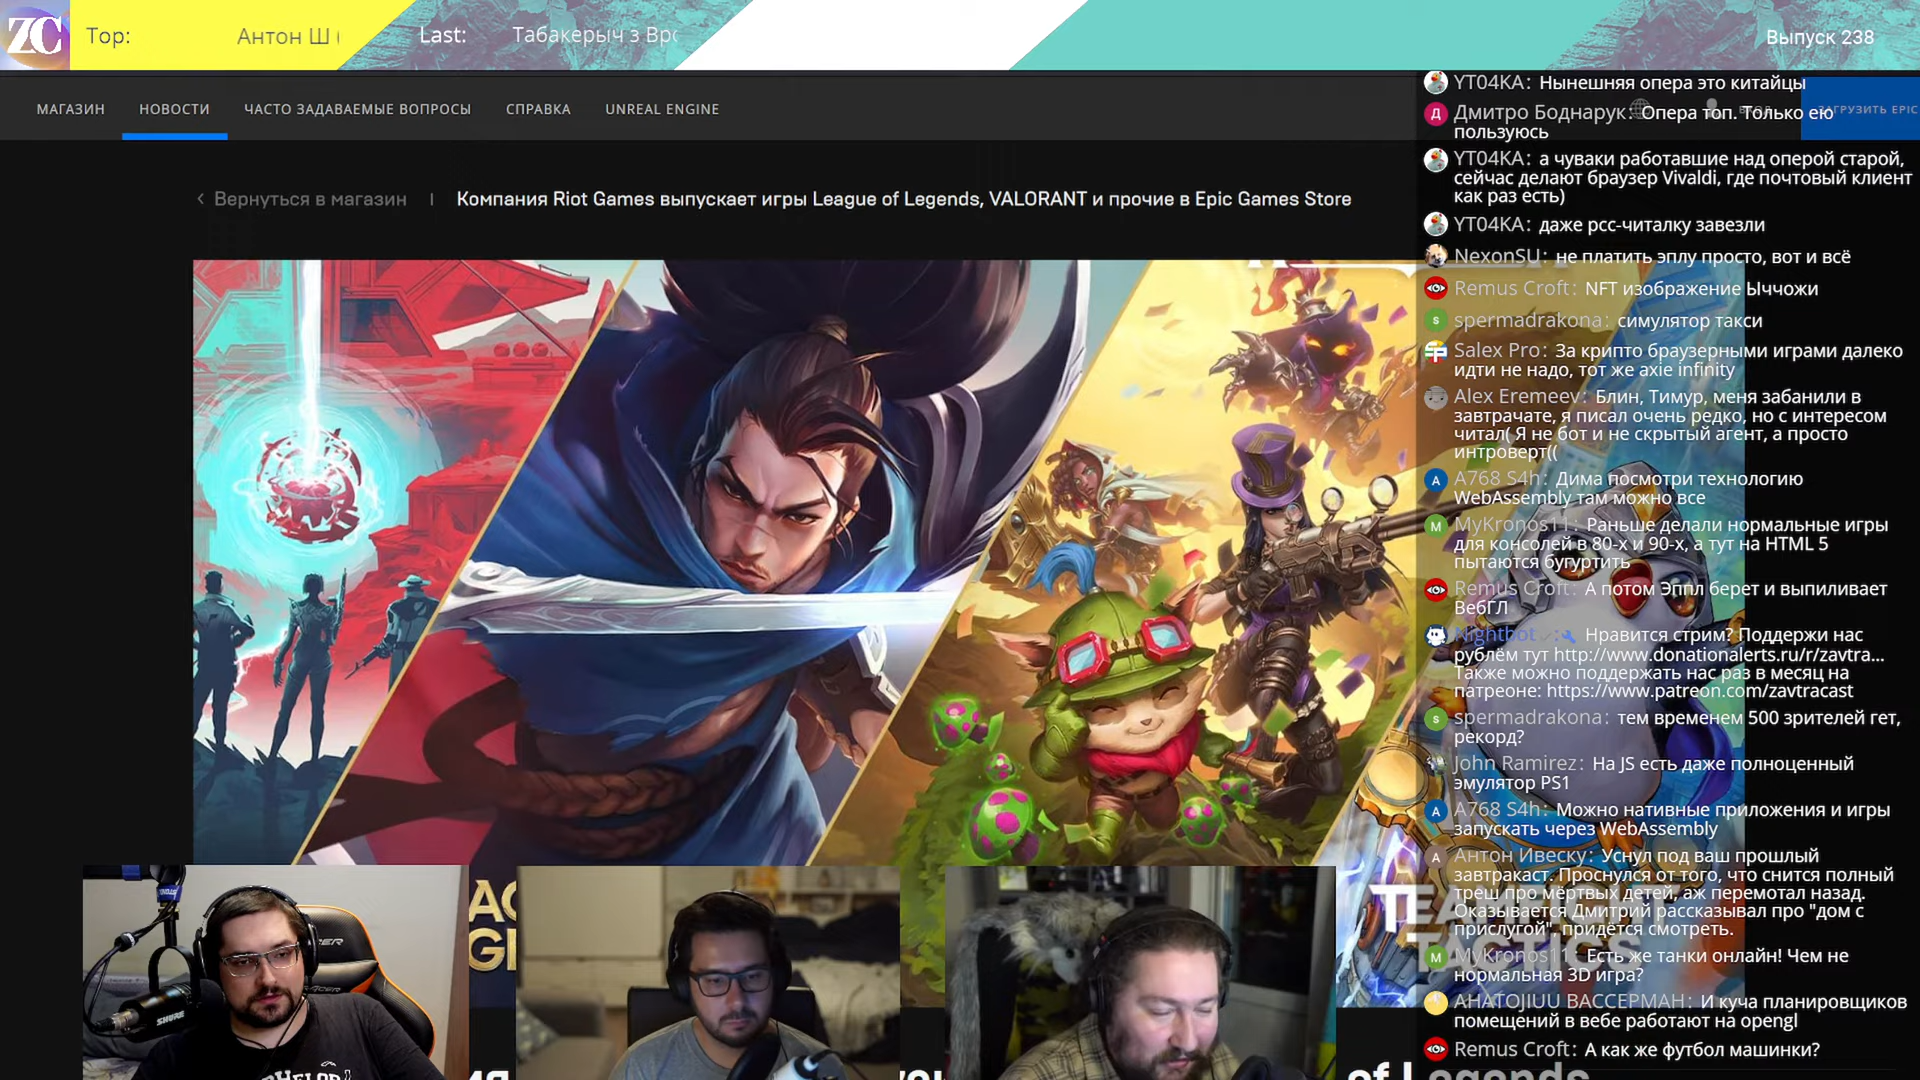 ZC
Top:
Антон Ш
Last:
Табакерыч з Вро
Выпуск 238
МАГАЗИН
НОВОСТИ
ЧАСТО ЗАДАВАЕМЫЕ ВОПРОСЫ
СПРАВКА
UNREAL ENGINE
ЗАГРУЗИТЬ EPIC
Вернуться в магазин
Компания Riot Games выпускает игры League of Legends, VALORANT и прочие в Epic Games Store
YT04KA: Нынешняя опера это китайцы
Дмитро Боднарук: Опера топ. Только ею
пользуюсь
YT04KA: а чуваки работавшие над оперой старой,
сейчас делают браузер Vivaldi, где почтовый клиент
как раз есть)
YT04KA: даже рсс-читалку завезли
NexonSU: не платить эплу просто, вот и всё
Remus Croft: NFT изображение Ыччожи
spermadrakona: симулятор такси
Salex Pro: За крипто браузерными играми далеко
идти не надо, тот же axie infinity
Alex Eremeev: Блин, Тимур, меня забанили в
завтрачате, я писал очень редко, но с интересом
читал( Я не бот и не скрытый агент, а просто
интроверт((
A768 S4h: Дима посмотри технологию
WebAssembly там можно все
MyKronos11: Раньше делали нормальные игры
для консолей в 80-х и 90-х, а тут на HTML 5
пытаются бугуртить
Remus Croft: А потом Эппл берет и выпиливает
ВебГЛ
Nightbot: Нравится стрим? Поддержи нас
рублём тут http://www.donationalerts.ru/r/zavtra...
Также можно поддержать нас раз в месяц на
патреоне: https://www.patreon.com/zavtracast
spermadrakona: тем временем 500 зрителей гет,
рекорд?
John Ramirez: На JS есть даже полноценный
эмулятор PS1
A768 S4h: Можно нативные приложения и игры
запускать через WebAssembly
Антон Ивеску: Уснул под ваш прошлый
завтракаст. Проснулся от того, что снится полный
треш про мёртвых детей, аж перемотал назад.
Оказывается Дмитрий рассказывал про "дом с
прислугой", придётся смотреть.
MyKronos11: Есть же танки онлайн! Чем не
нормальная 3D игра?
AHATOJIUU BACCEPMAH: И куча планировщиков
помещений в вебе работают на opengl
Remus Croft: А как же футбол машинки?
TEAMFIGHT
TACTICS
SHURE
of Legends